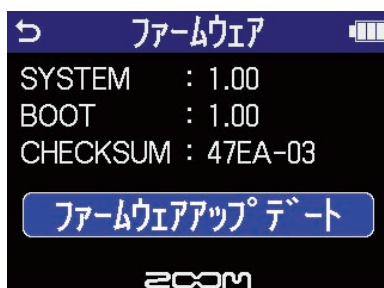 ファームウェア
SYSTEM : 1.00
BOOT : 1.00
CHECKSUM : 47EA-03
ファームウェアアップデート
ZOOM